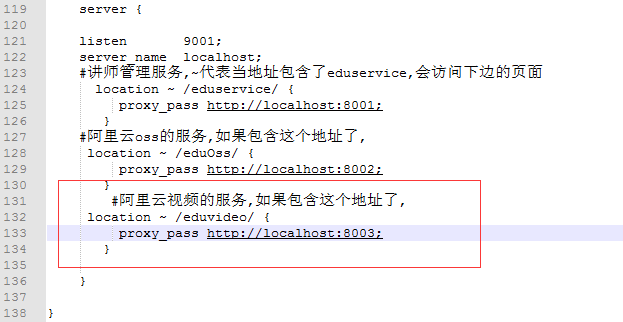 119 server {
120
121 listen 9001;
122 server_name localhost;
123 #讲师管理服务,~代表当地址包含了eduservice,会访问下边的页面
124 location ~ /eduservice/ {
125 proxy_pass http://localhost:8001;
126 }
127 #阿里云oss的服务,如果包含这个地址了,
128 location ~ /eduOss/ {
129 proxy_pass http://localhost:8002;
130 }
131 #阿里云视频的服务,如果包含这个地址了,
132 location ~ /eduvideo/ {
133 proxy_pass http://localhost:8003;
134 }
135
136 }
137
138 }